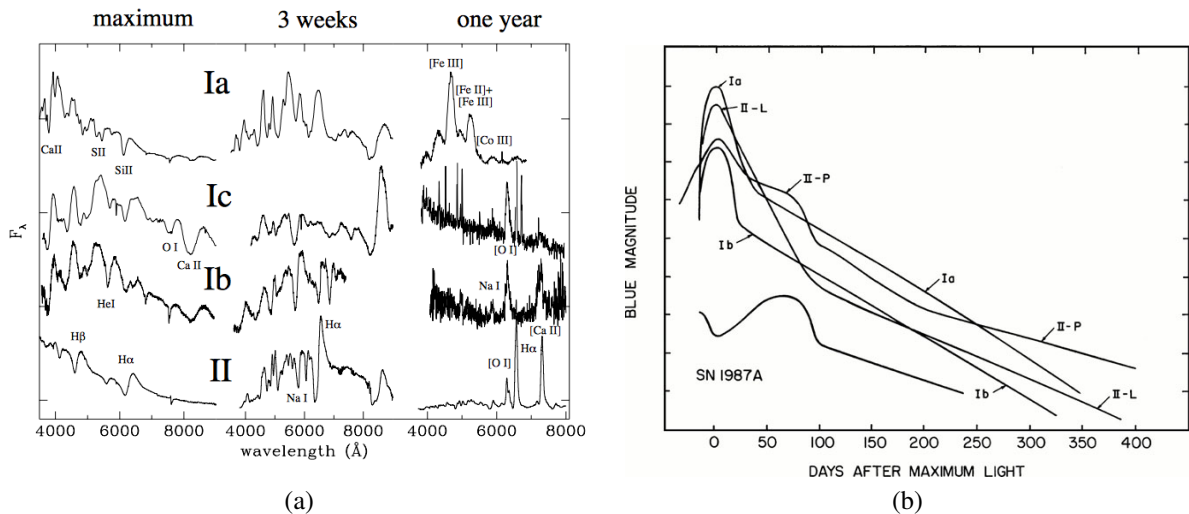 maximum 3 weeks one year
Ia
[Fe III]
[Fe II]+
[Fe III]
[Co III]
CaII
SII
SiII
Ic
O I
Ca II
[O I]
Ib
HeI
Na I
[Ca II]
Hβ
Hα
II
Na I
Hα
[O I]
Hα
F_λ
4000 6000 8000 4000 6000 8000 4000 6000 8000
wavelength (Å)
(a)
BLUE MAGNITUDE
Ia
II-L
II-P
Ib
Ia
II-P
SN 1987A
Ib
II-L
0 50 100 150 200 250 300 350 400
DAYS AFTER MAXIMUM LIGHT
(b)